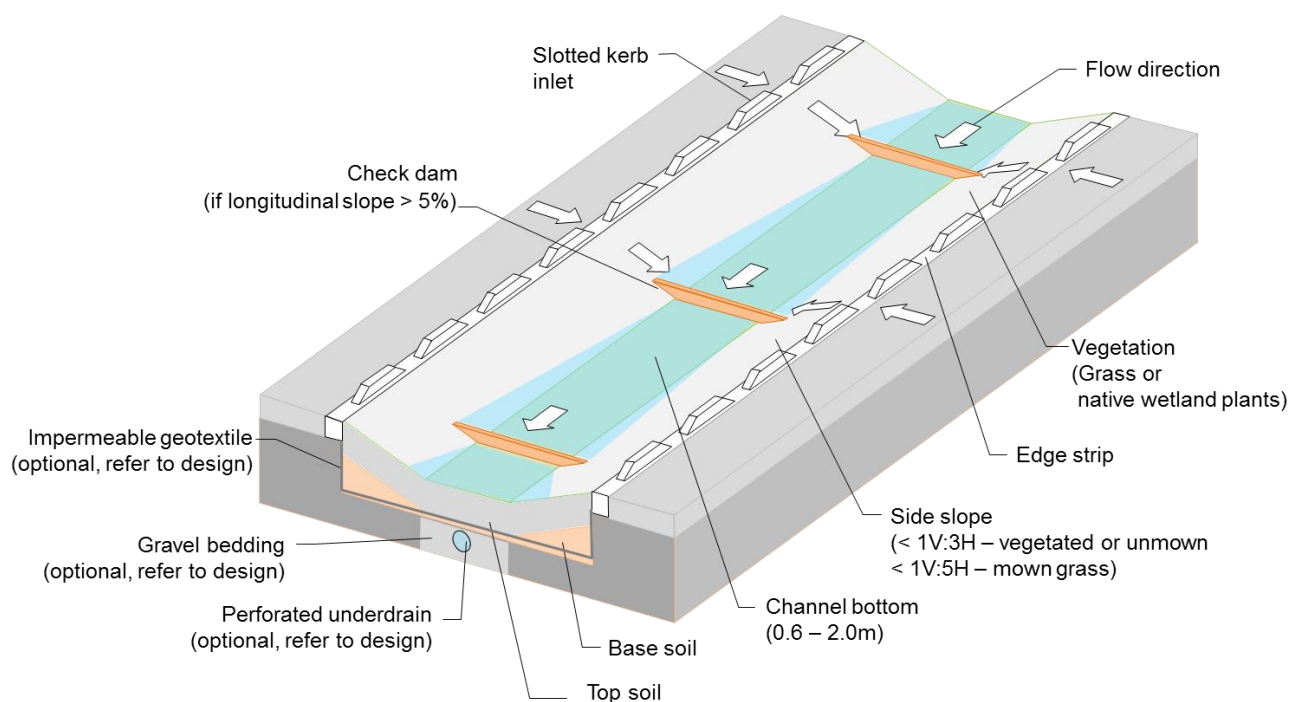 Slotted kerb
inlet
Flow direction
Check dam
(if longitudinal slope > 5%)
Vegetation
(Grass or
native wetland plants)
Impermeable geotextile
(optional, refer to design)
Edge strip
Side slope
(< 1V:3H – vegetated or unmown
< 1V:5H – mown grass)
Gravel bedding
(optional, refer to design)
Channel bottom
(0.6 – 2.0m)
Perforated underdrain
(optional, refer to design)
Base soil
Top soil